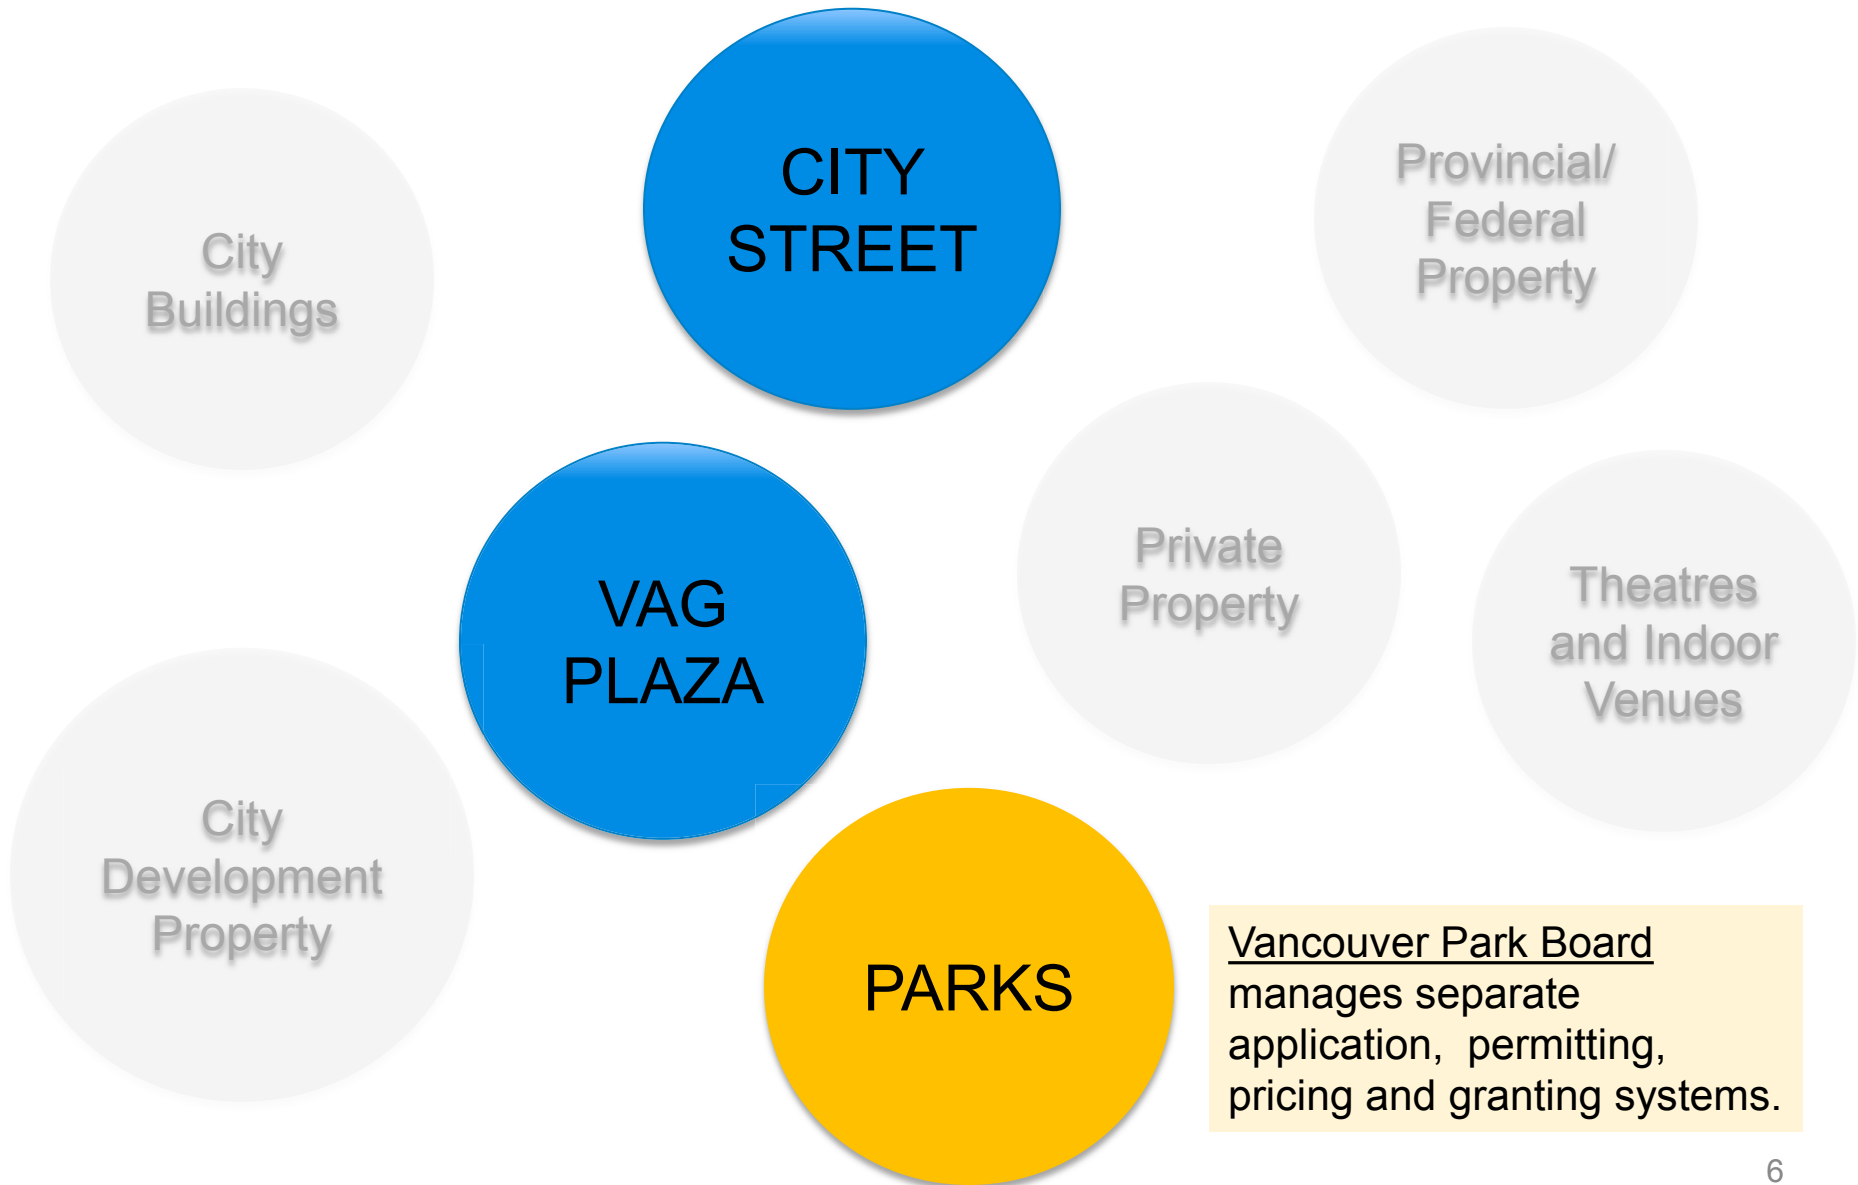 CITY
STREET
Provincial/
Federal
Property
City
Buildings
VAG
PLAZA
Private
Property
Theatres
and Indoor
Venues
City
Development
Property
PARKS
Vancouver Park Board
manages separate
application,  permitting,
pricing and granting systems.
6